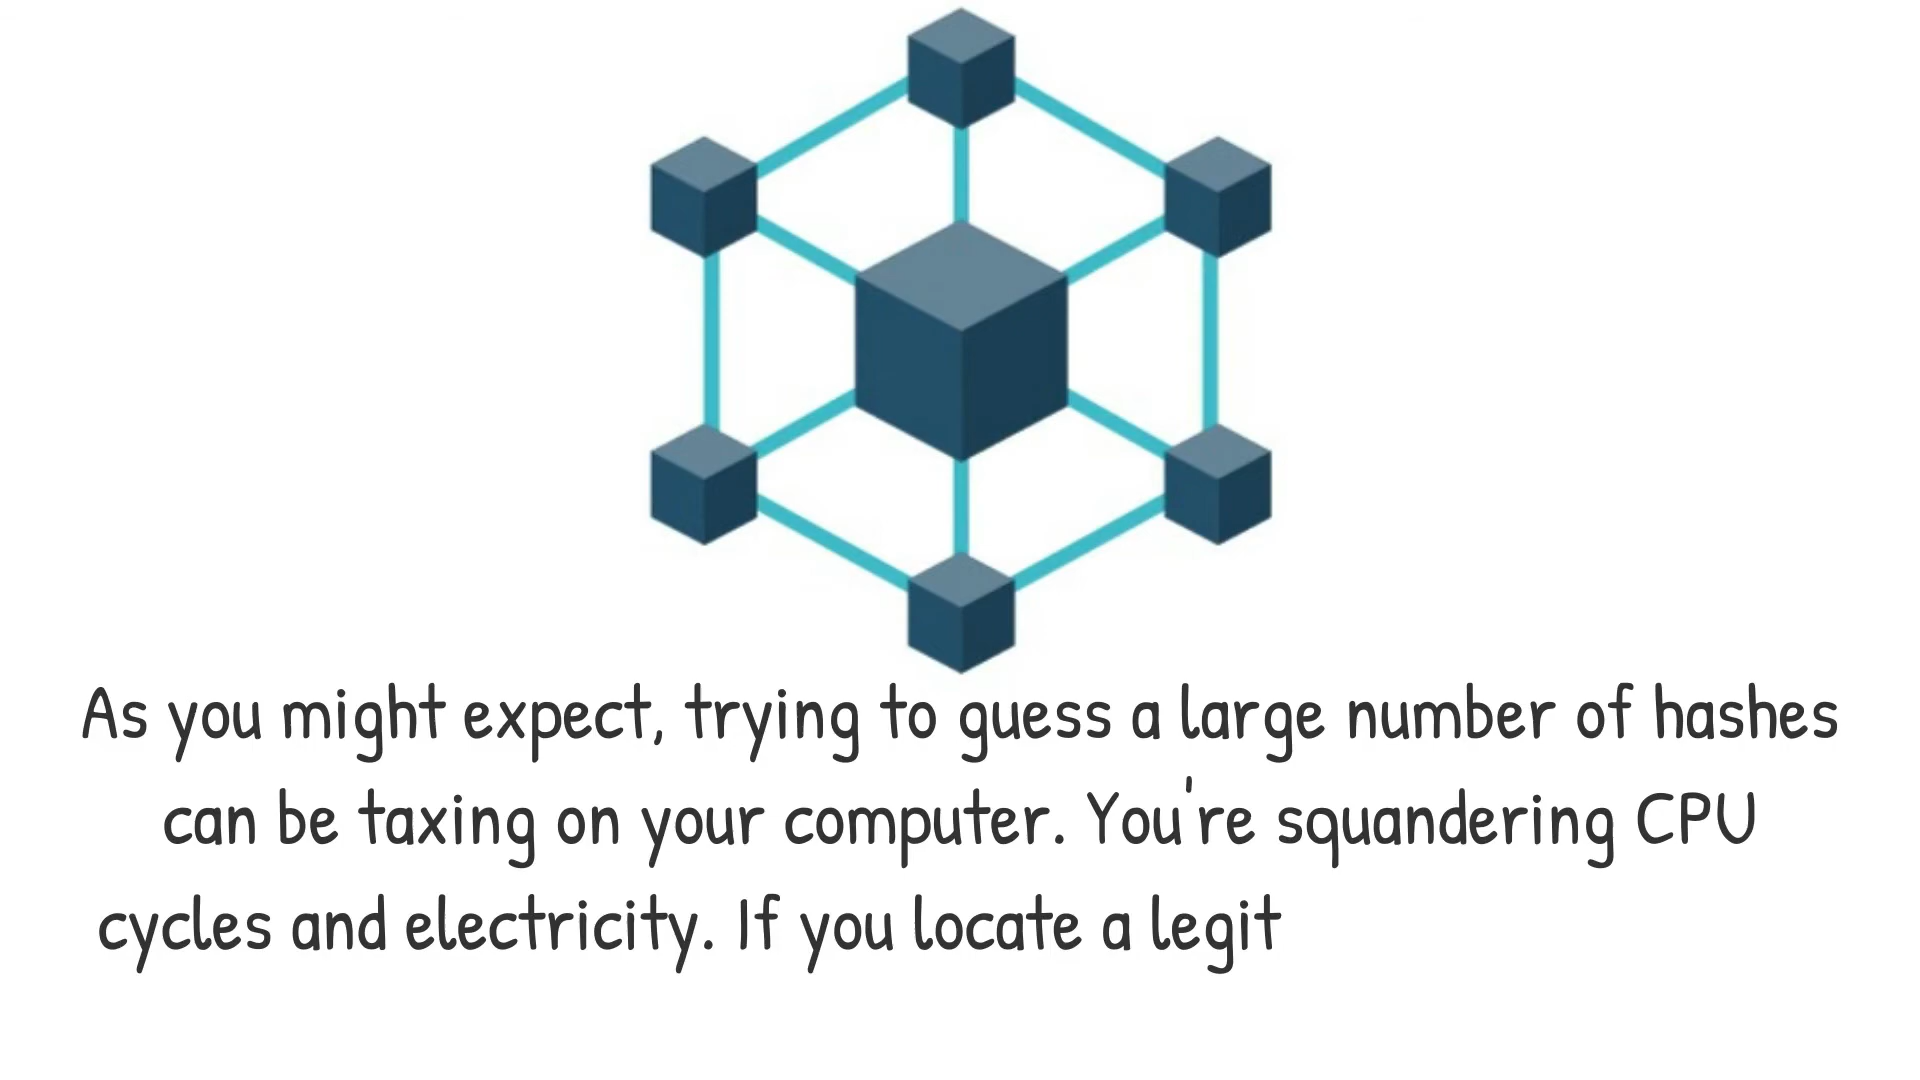 As you might expect, trying to guess a large number of hashes
can be taxing on your computer. You're squandering CPU
cycles and electricity. If you locate a legit